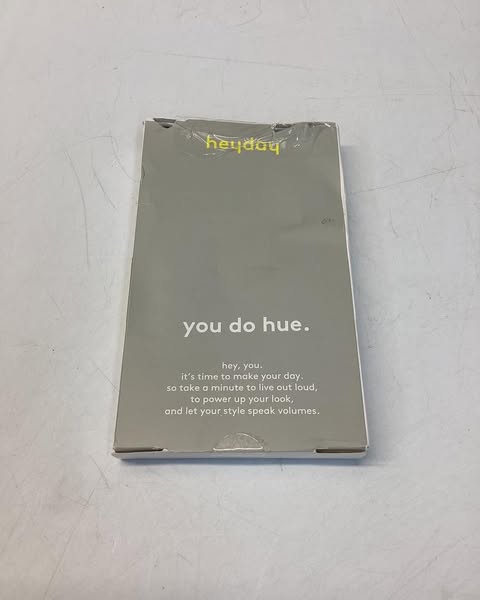 heyday
you do hue.
hey, you.
it's time to make your day.
so take a minute to live out loud,
to power up your look,
and let your style speak volumes.